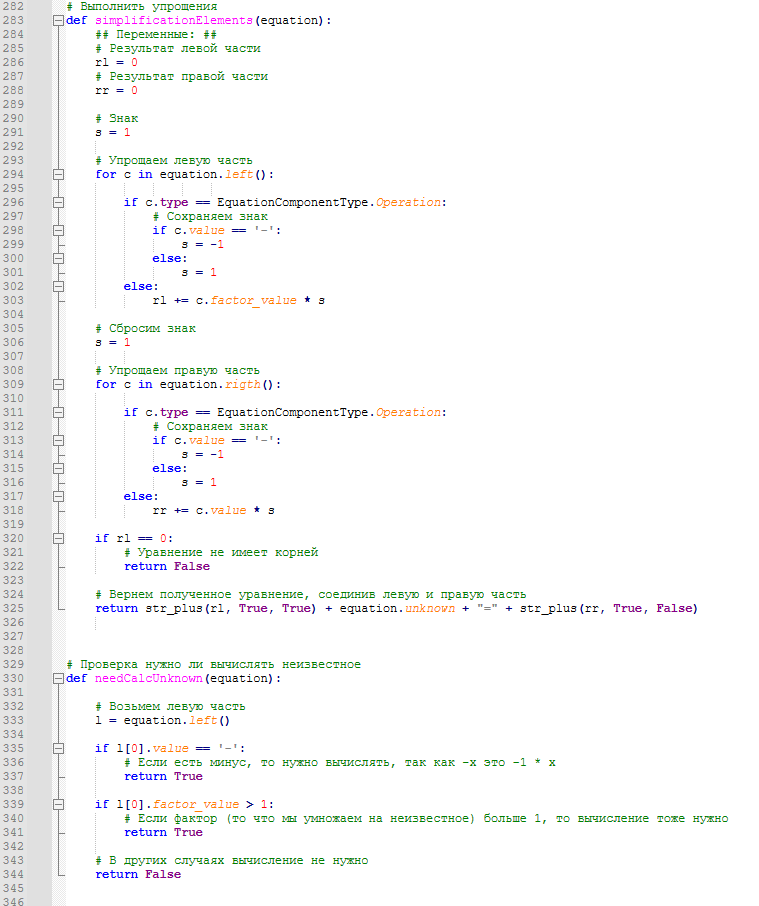 282 # Выполнить упрощения
283 def simplificationElements(equation):
284     ## Переменные: ##
285     # Результат левой части
286     rl = 0
287     # Результат правой части
288     rr = 0
289
290     # Знак
291     s = 1
292
293     # Упрощаем левую часть
294     for c in equation.left():
295
296         if c.type == EquationComponentType.Operation:
297             # Сохраняем знак
298             if c.value == '-':
299                 s = -1
300             else:
301                 s = 1
302         else:
303             rl += c.factor_value * s
304
305     # Сбросим знак
306     s = 1
307
308     # Упрощаем правую часть
309     for c in equation.rigth():
310
311         if c.type == EquationComponentType.Operation:
312             # Сохраняем знак
313             if c.value == '-':
314                 s = -1
315             else:
316                 s = 1
317         else:
318             rr += c.value * s
319
320     if rl == 0:
321         # Уравнение не имеет корней
322         return False
323
324     # Вернем полученное уравнение, соединив левую и правую часть
325     return str_plus(rl, True, True) + equation.unknown + "=" + str_plus(rr, True, False)
326
327
328
329 # Проверка нужно ли вычислять неизвестное
330 def needCalcUnknown(equation):
331
332     # Возьмем левую часть
333     l = equation.left()
334
335     if l[0].value == '-':
336         # Если есть минус, то нужно вычислять, так как -x это -1 * x
337         return True
338
339     if l[0].factor_value > 1:
340         # Если фактор (то что мы умножаем на неизвестное) больше 1, то вычисление тоже нужно
341         return True
342
343     # В других случаях вычисление не нужно
344     return False
345
346